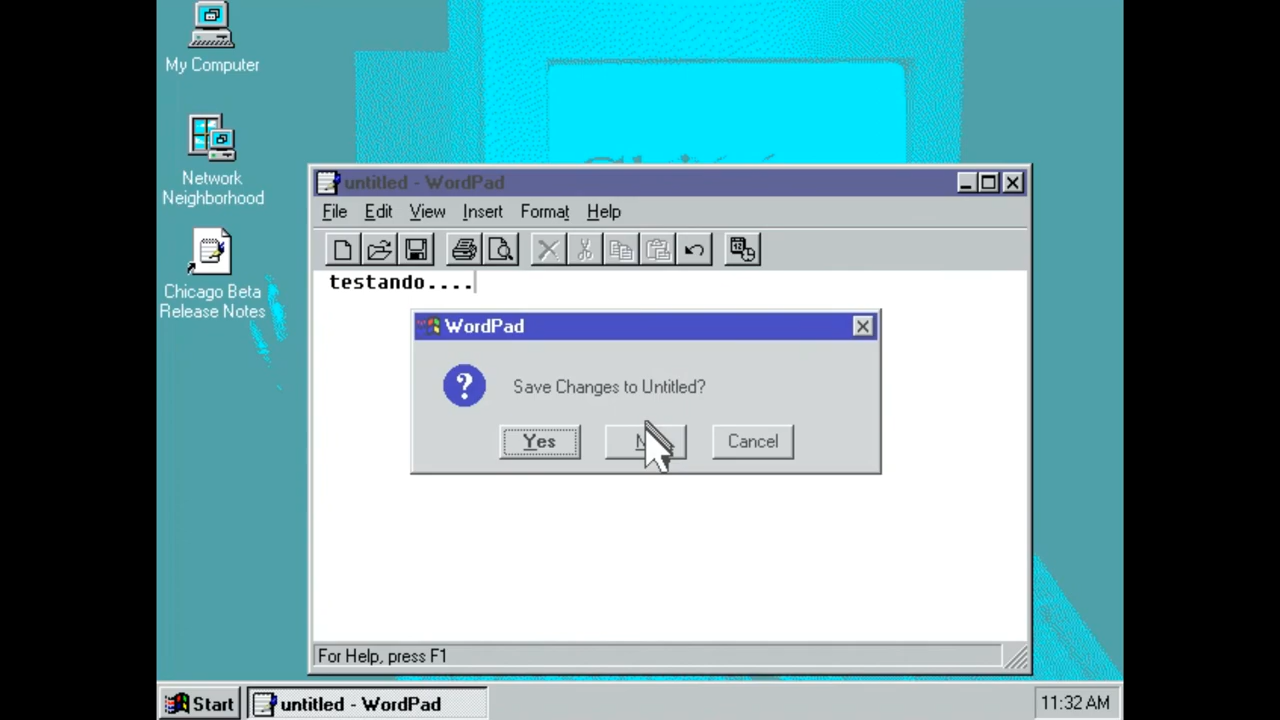 My Computer
Network
Neighborhood
Chicago Beta
Release Notes
untitled - WordPad
File Edit View Insert Format Help
testando....
WordPad
Save Changes to Untitled?
Yes
Cancel
For Help, press F1
Start
untitled - WordPad
11:32 AM